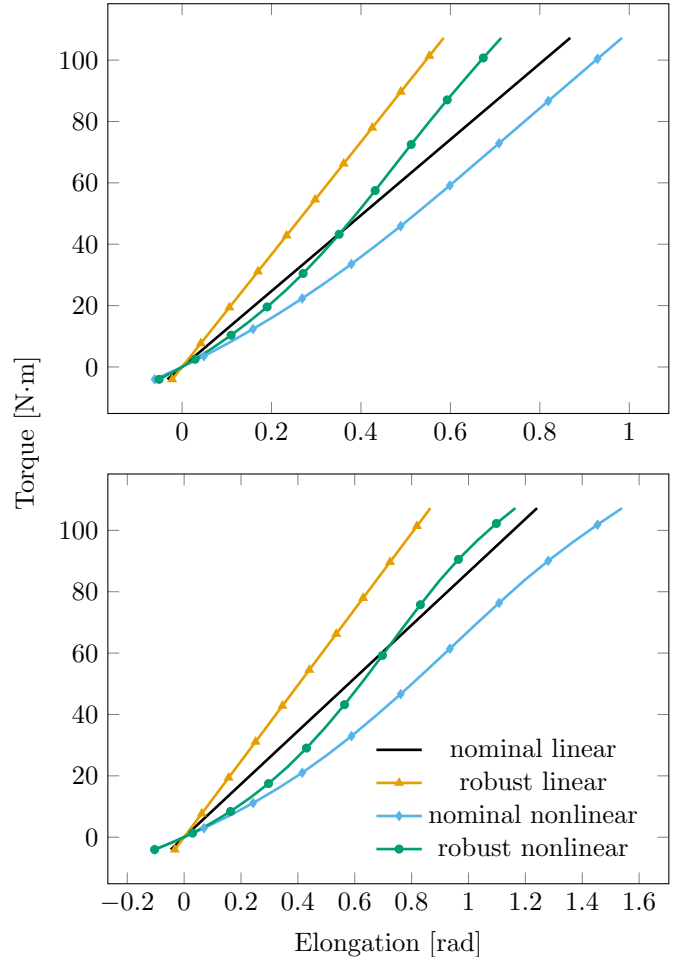 100
80
60
40
20
0
0 0.2 0.4 0.6 0.8 1
Torque [N·m]
100
80
60
40
20
0
nominal linear
robust linear
nominal nonlinear
robust nonlinear
−0.2 0 0.2 0.4 0.6 0.8 1 1.2 1.4 1.6
Elongation [rad]